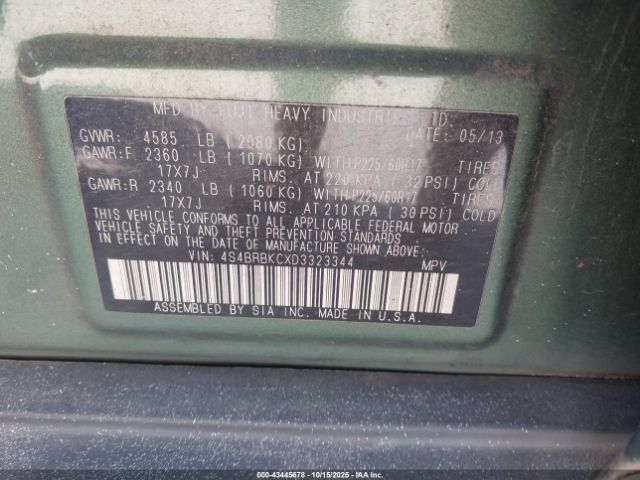 MFD BY FUJI HEAVY INDUSTRIES LTD.
DATE: 05/13
GVWR: 4585 LB (2080 KG)
GAWR:F 2360 LB (1070 KG) WITH P225/60R17 TIRES
17X7J RIMS. AT 220 KPA ( 32 PSI) COLD
GAWR:R 2340 LB (1060 KG) WITH P225/60R17 TIRES
17X7J RIMS. AT 210 KPA ( 30 PSI) COLD
THIS VEHICLE CONFORMS TO ALL APPLICABLE FEDERAL MOTOR
VEHICLE SAFETY AND THEFT PREVENTION STANDARDS
IN EFFECT ON THE DATE OF MANUFACTURE SHOWN ABOVE.
VIN: 4S4BRBKCXD3323344 MPV
ASSEMBLED BY SIA INC. MADE IN U.S.A.
00-43445678 - 10/15/2025 - © IAA Holdings, LLC